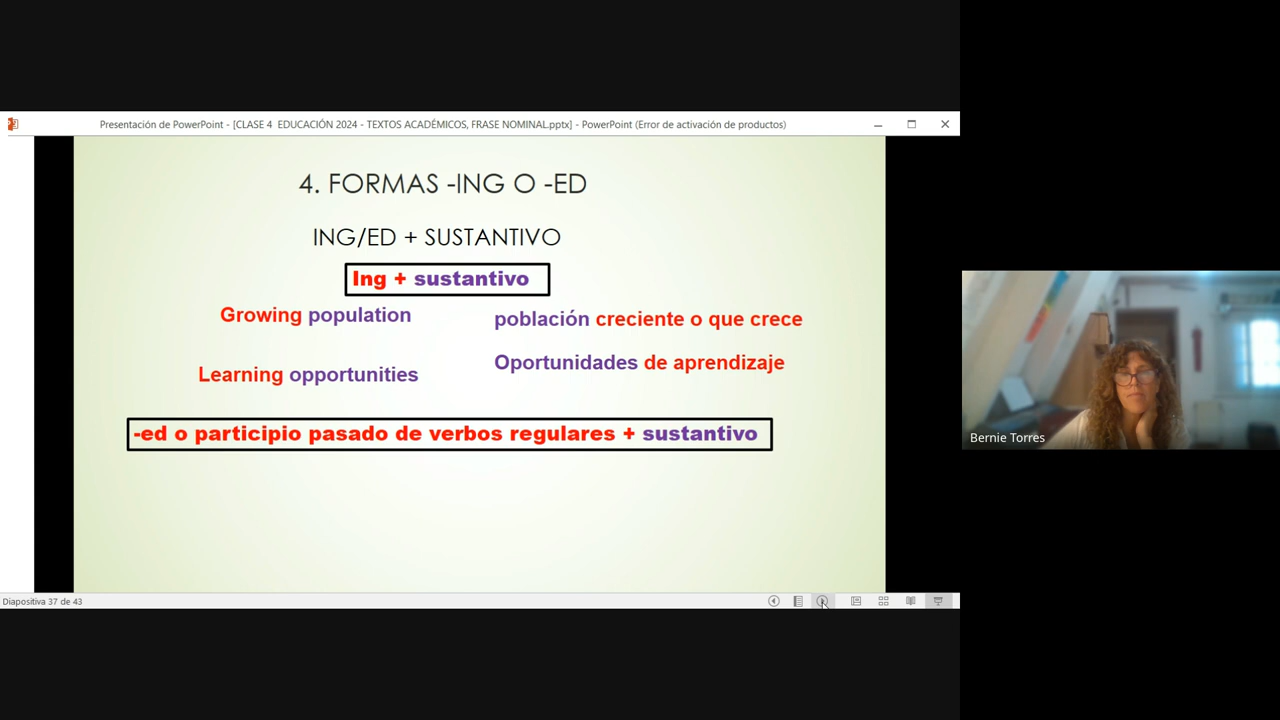 Presentación de PowerPoint - [CLASE 4  EDUCACIÓN 2024 - TEXTOS ACADÉMICOS, FRASE NOMINAL.pptx] - PowerPoint (Error de activación de productos)
4. FORMAS -ING O -ED
ING/ED + SUSTANTIVO
Ing + sustantivo
Growing population
población creciente o que crece
Learning opportunities
Oportunidades de aprendizaje
-ed o participio pasado de verbos regulares + sustantivo
Bernie Torres
Diapositiva 37 de 43